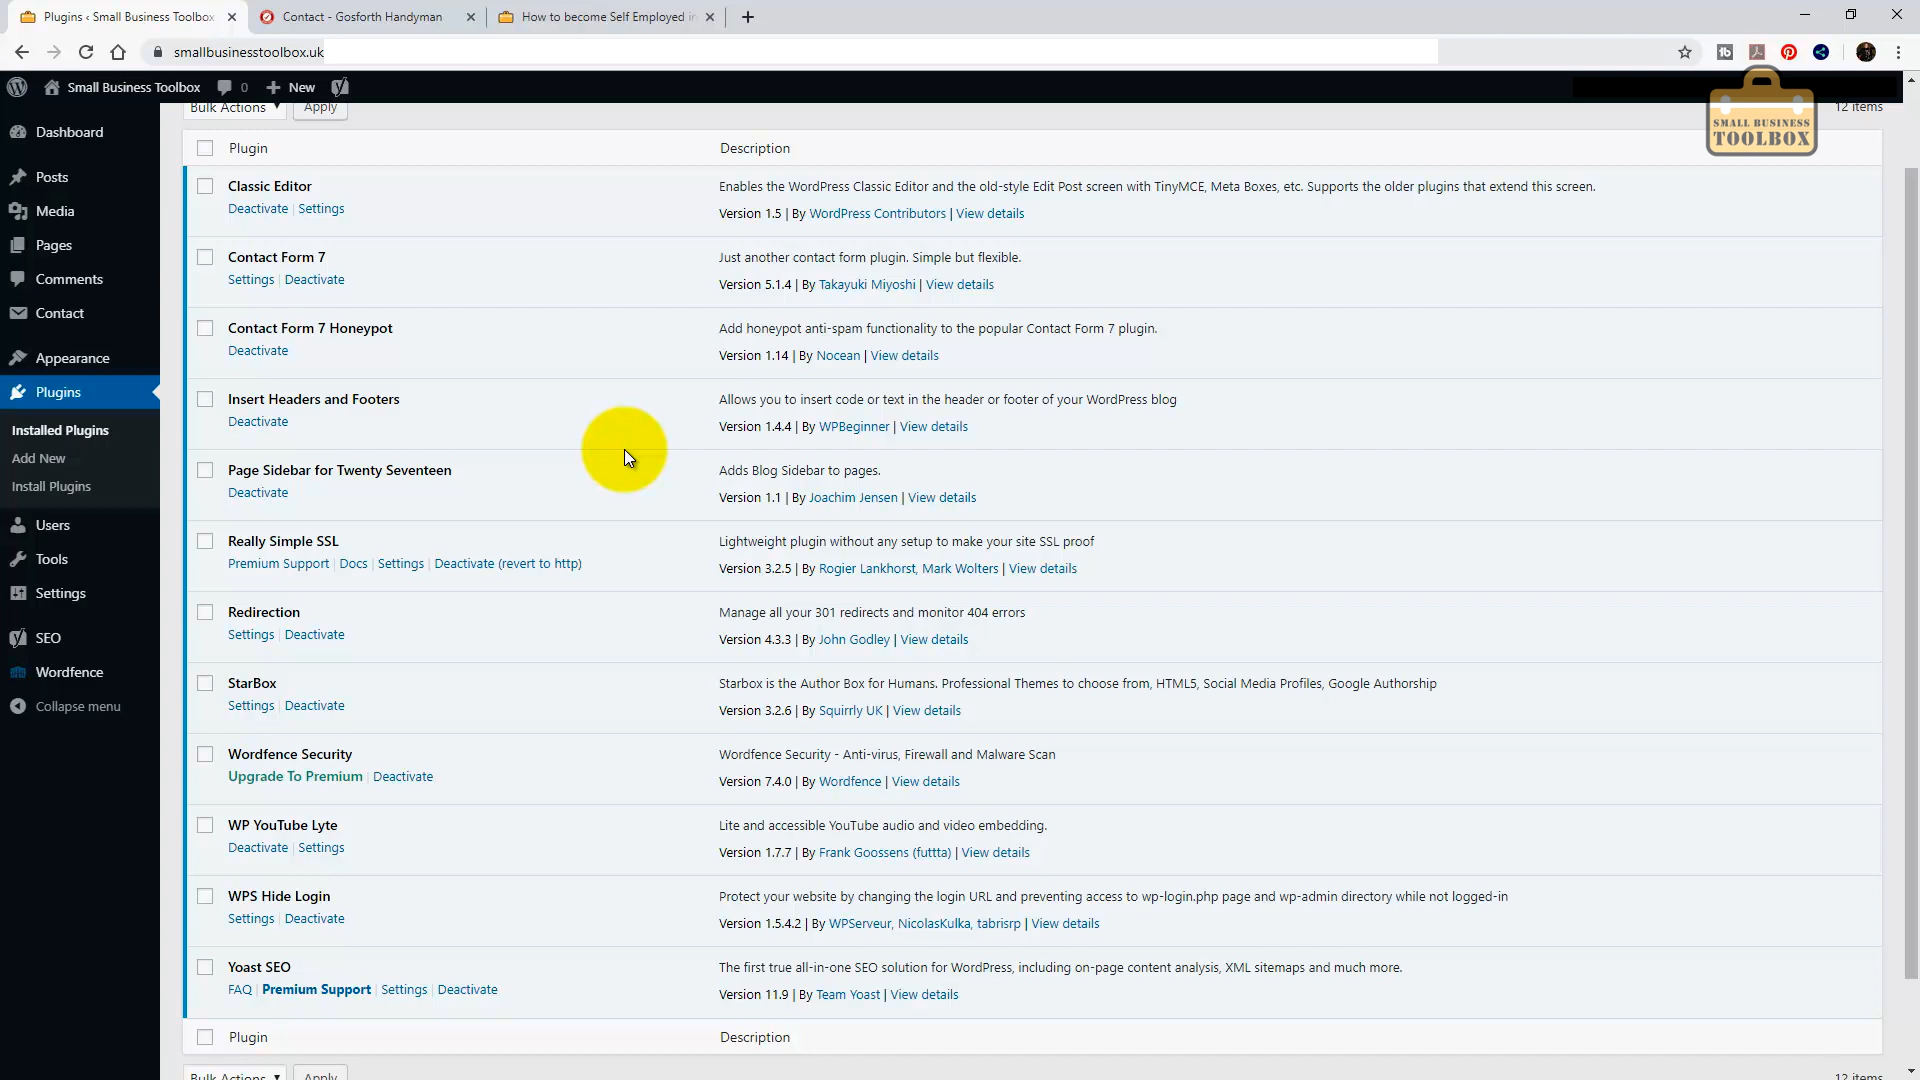 Plugins ‹ Small Business Toolbox
Contact - Gosforth Handyman
How to become Self Employed in
smallbusinesstoolbox.uk
Small Business Toolbox
0
New
SMALL BUSINESS
TOOLBOX
Dashboard
Posts
Media
Pages
Comments
Contact
Appearance
Plugins
Installed Plugins
Add New
Install Plugins
Users
Tools
Settings
SEO
Wordfence
Collapse menu
Bulk Actions
Apply
12 items
Plugin
Description
Classic Editor
Deactivate | Settings
Enables the WordPress Classic Editor and the old-style Edit Post screen with TinyMCE, Meta Boxes, etc. Supports the older plugins that extend this screen.
Version 1.5 | By WordPress Contributors | View details
Contact Form 7
Settings | Deactivate
Just another contact form plugin. Simple but flexible.
Version 5.1.4 | By Takayuki Miyoshi | View details
Contact Form 7 Honeypot
Deactivate
Add honeypot anti-spam functionality to the popular Contact Form 7 plugin.
Version 1.14 | By Nocean | View details
Insert Headers and Footers
Deactivate
Allows you to insert code or text in the header or footer of your WordPress blog
Version 1.4.4 | By WPBeginner | View details
Page Sidebar for Twenty Seventeen
Deactivate
Adds Blog Sidebar to pages.
Version 1.1 | By Joachim Jensen | View details
Really Simple SSL
Premium Support | Docs | Settings | Deactivate (revert to http)
Lightweight plugin without any setup to make your site SSL proof
Version 3.2.5 | By Rogier Lankhorst, Mark Wolters | View details
Redirection
Settings | Deactivate
Manage all your 301 redirects and monitor 404 errors
Version 4.3.3 | By John Godley | View details
StarBox
Settings | Deactivate
Starbox is the Author Box for Humans. Professional Themes to choose from, HTML5, Social Media Profiles, Google Authorship
Version 3.2.6 | By Squirrly UK | View details
Wordfence Security
Upgrade To Premium | Deactivate
Wordfence Security - Anti-virus, Firewall and Malware Scan
Version 7.4.0 | By Wordfence | View details
WP YouTube Lyte
Deactivate | Settings
Lite and accessible YouTube audio and video embedding.
Version 1.7.7 | By Frank Goossens (futtta) | View details
WPS Hide Login
Settings | Deactivate
Protect your website by changing the login URL and preventing access to wp-login.php page and wp-admin directory while not logged-in
Version 1.5.4.2 | By WPServeur, NicolasKulka, tabrisrp | View details
Yoast SEO
FAQ | Premium Support | Settings | Deactivate
The first true all-in-one SEO solution for WordPress, including on-page content analysis, XML sitemaps and much more.
Version 11.9 | By Team Yoast | View details
Plugin
Description
Bulk Actions
Apply
12 items